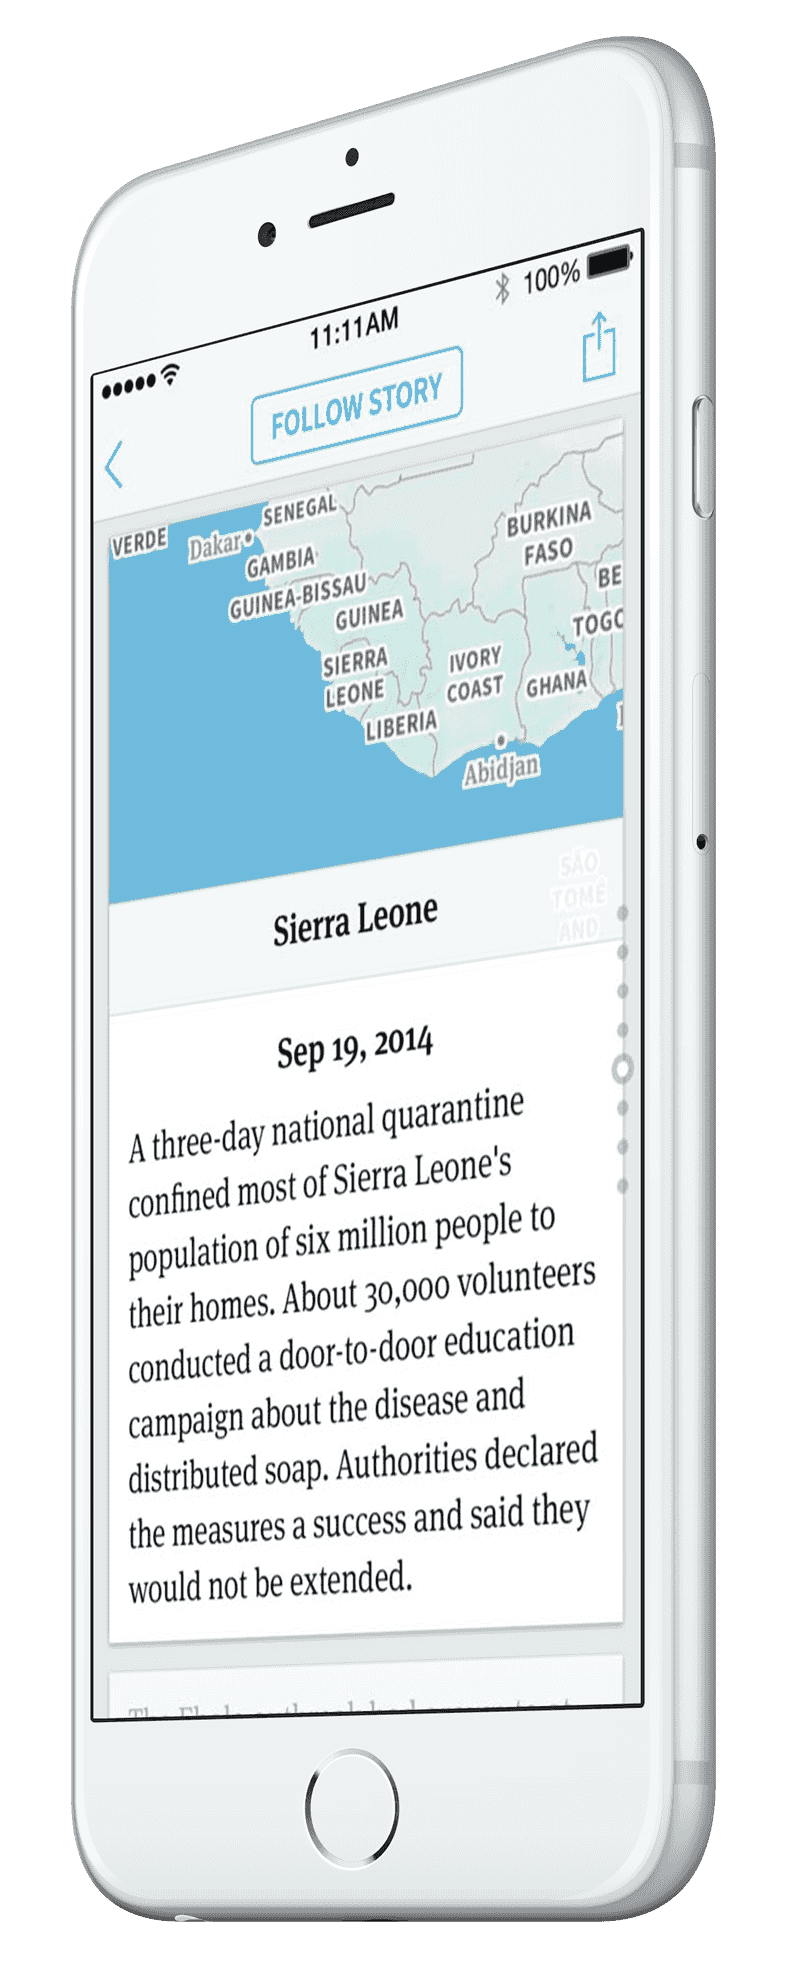 11:11AM
100%
FOLLOW STORY
VERDE
Dakar
SENEGAL
GAMBIA
GUINEA-BISSAU
GUINEA
SIERRA
LEONE
LIBERIA
IVORY
COAST
Abidjan
BURKINA
FASO
GHANA
BE
TOGO
SÃO
TOMÉ
AND
Sierra Leone
Sep 19, 2014
A three-day national quarantine
confined most of Sierra Leone's
population of six million people to
their homes. About 30,000 volunteers
conducted a door-to-door education
campaign about the disease and
distributed soap. Authorities declared
the measures a success and said they
would not be extended.
The Ebola